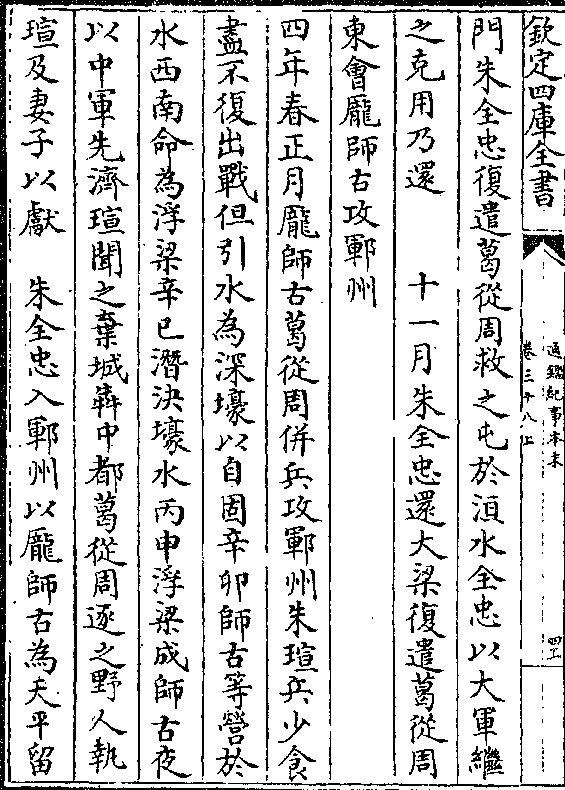 欽定四庫全書
通鑑紀事本末
卷三十八上
門朱全忠復遣葛從周救之屯於洹水全忠以大軍繼
之克用乃還　十一月朱全忠還大梁復遣葛從周
東會龎師古攻鄆州
四年春正月龎師古葛從周併兵攻鄆州朱瑄兵少食
盡不復出戰但引水為深壕以自固辛卯師古等營於
水西南命為浮梁辛巳潛決壕水丙申浮梁成師古夜
以中軍先濟瑄聞之棄城犇中都葛從周逐之野人執
瑄及妻子以獻　朱全忠入鄆州以龎師古為天平留